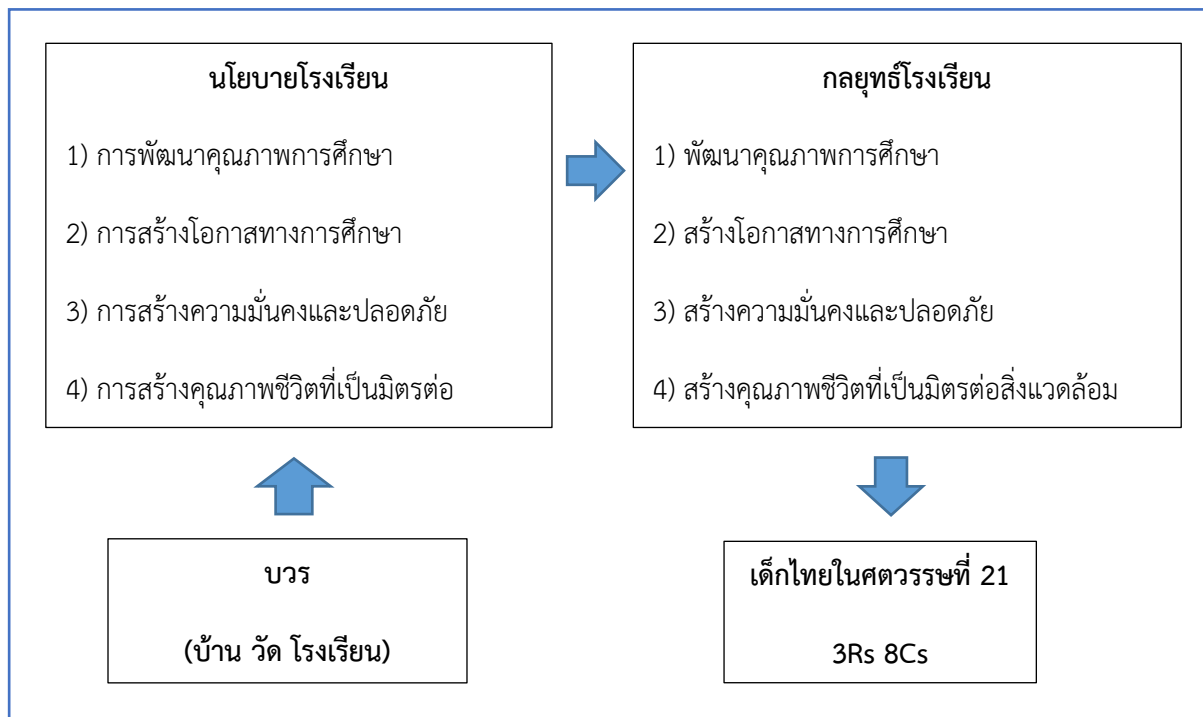 นโยบายโรงเรียน
1) การพัฒนาคุณภาพการศึกษา
2) การสร้างโอกาสทางการศึกษา
3) การสร้างความมั่นคงและปลอดภัย
4) การสร้างคุณภาพชีวิตที่เป็นมิตรต่อ
กลยุทธ์โรงเรียน
1) พัฒนาคุณภาพการศึกษา
2) สร้างโอกาสทางการศึกษา
3) สร้างความมั่นคงและปลอดภัย
4) สร้างคุณภาพชีวิตที่เป็นมิตรต่อสิ่งแวดล้อม
บวร
(บ้าน วัด โรงเรียน)
เด็กไทยในศตวรรษที่ 21
3Rs 8Cs